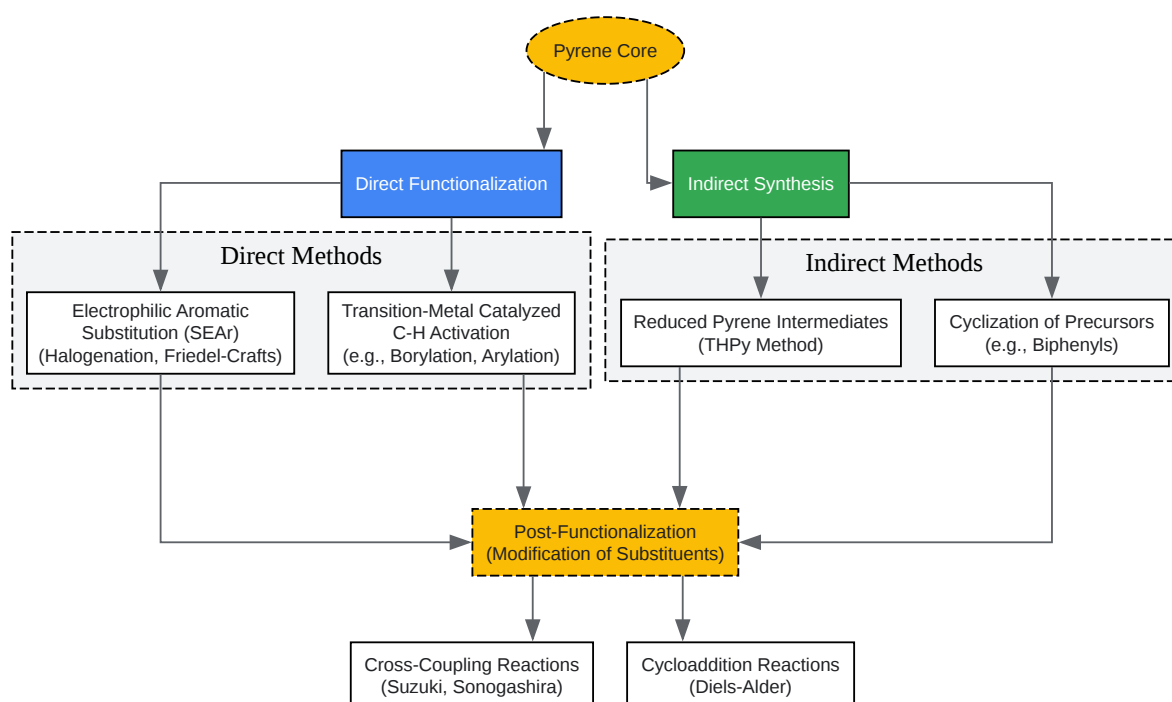 Pyrene Core
Direct Functionalization
Indirect Synthesis
Direct Methods
Indirect Methods
Electrophilic Aromatic
Substitution (SEAr)
(Halogenation, Friedel-Crafts)
Transition-Metal Catalyzed
C-H Activation
(e.g., Borylation, Arylation)
Reduced Pyrene Intermediates
(THPy Method)
Cyclization of Precursors
(e.g., Biphenyls)
Post-Functionalization
(Modification of Substituents)
Cross-Coupling Reactions
(Suzuki, Sonogashira)
Cycloaddition Reactions
(Diels-Alder)